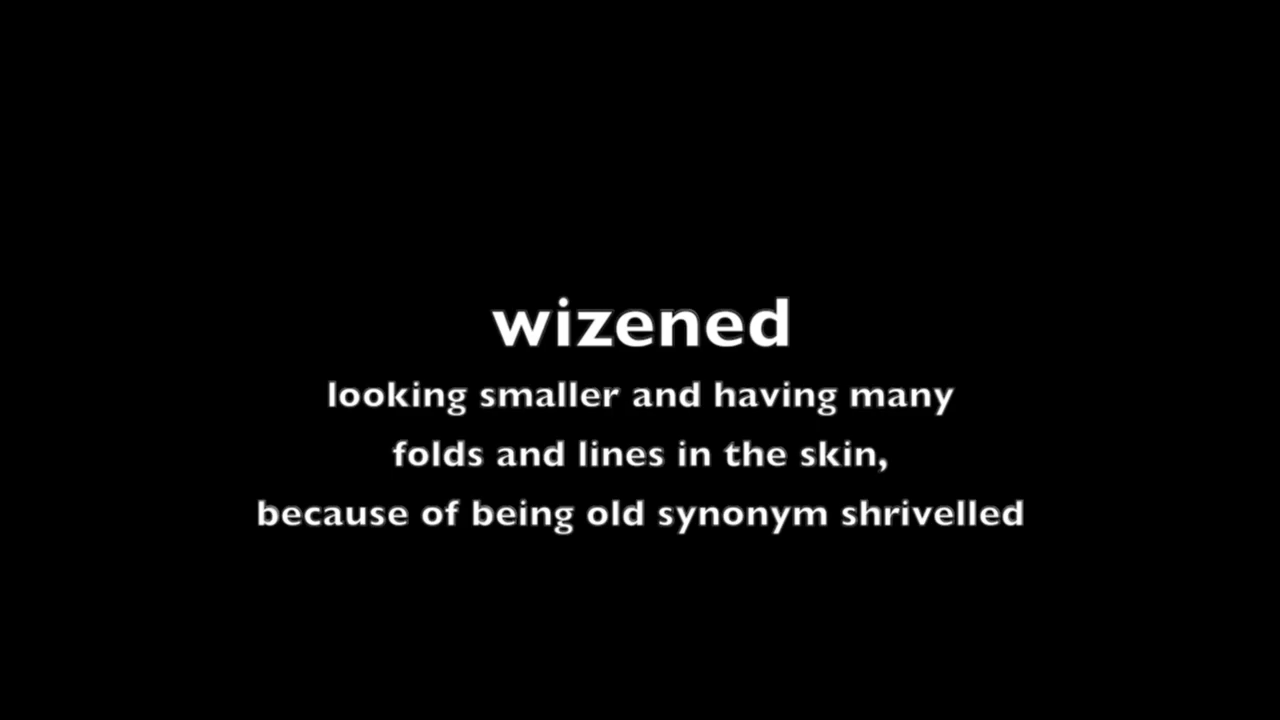 wizened
looking smaller and having many
folds and lines in the skin,
because of being old synonym shrivelled